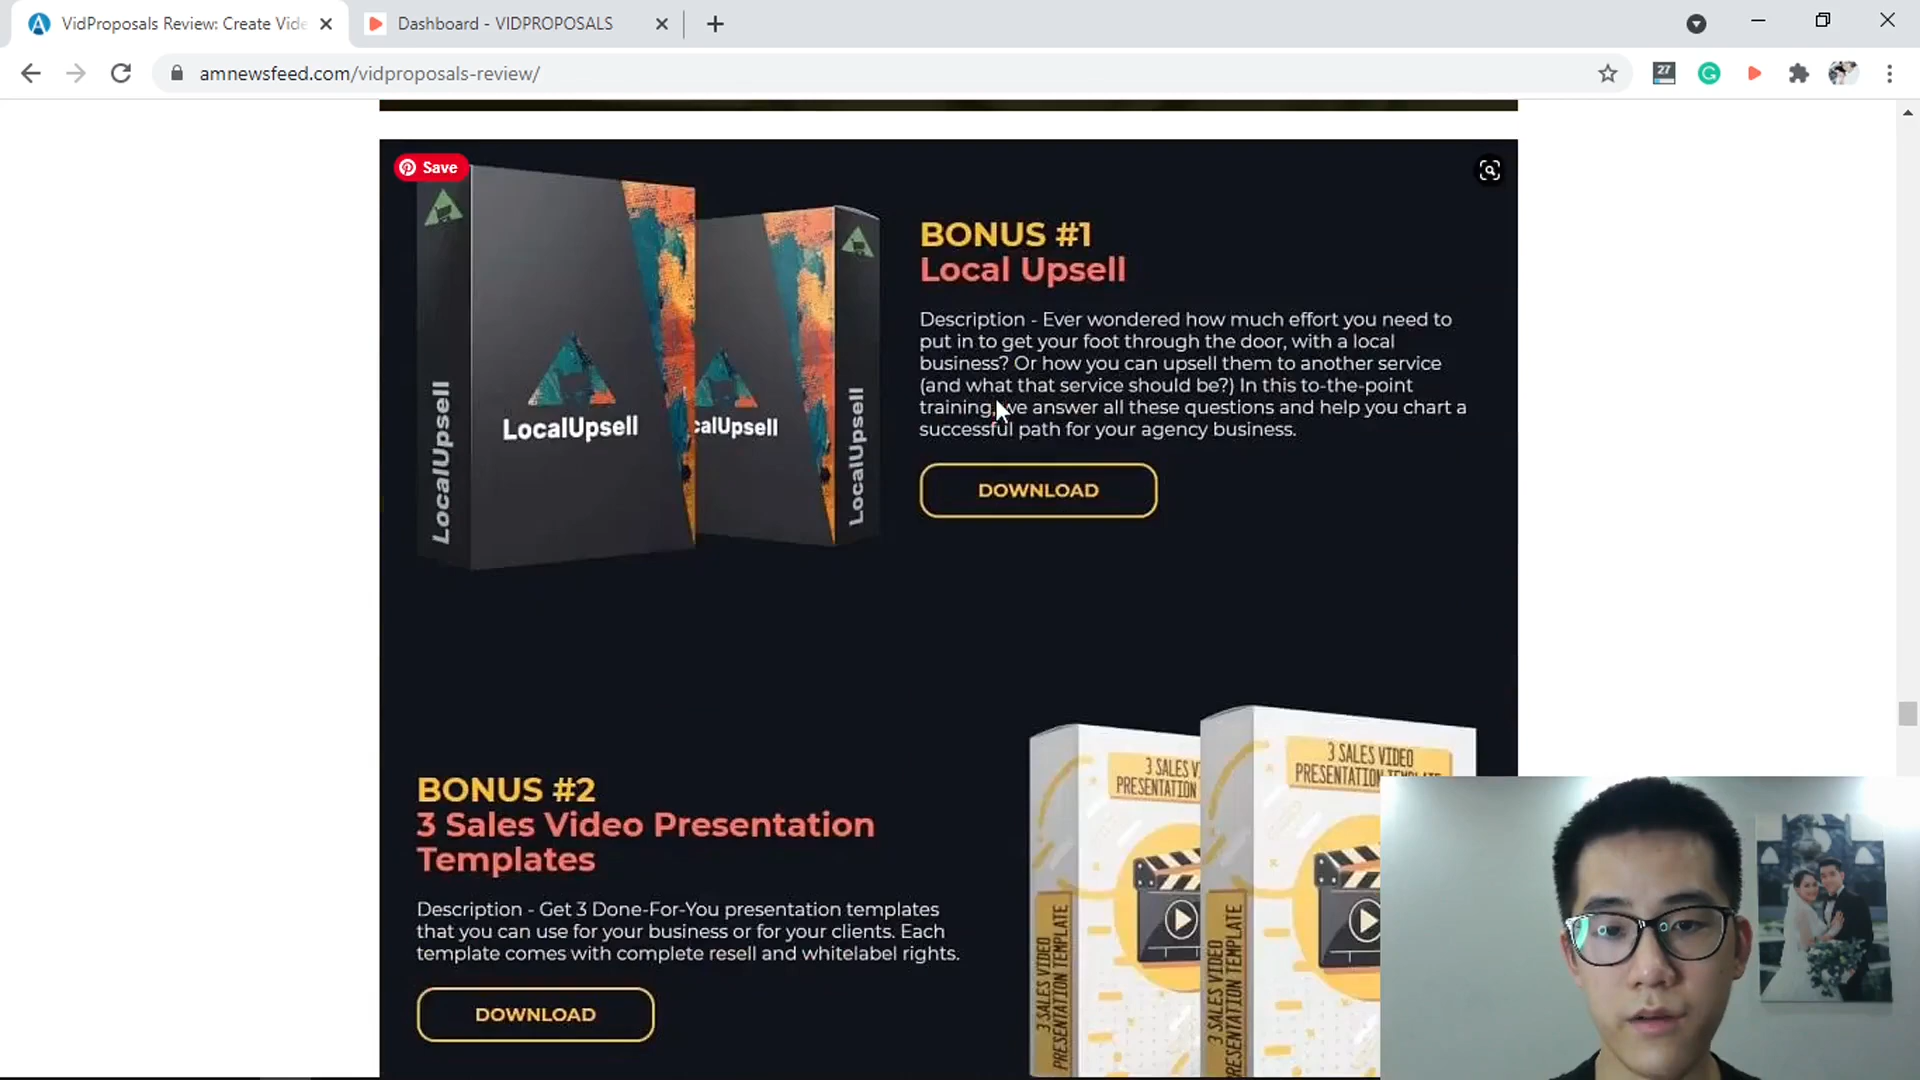 VidProposals Review: Create Vide
Dashboard - VIDPROPOSALS
amnewsfeed.com/vidproposals-review/
27
Save
BONUS #1
Local Upsell
Description - Ever wondered how much effort you need to
put in to get your foot through the door, with a local
business? Or how you can upsell them to another service
(and what that service should be?) In this to-the-point
training, we answer all these questions and help you chart a
successful path for your agency business.
DOWNLOAD
LocalUpsell
LocalUpsell
calUpsell
LocalUpsell
BONUS #2
3 Sales Video Presentation
Templates
Description - Get 3 Done-For-You presentation templates
that you can use for your business or for your clients. Each
template comes with complete resell and whitelabel rights.
DOWNLOAD
3 SALES V
PRESENTATION
3 SALES VIDEO
PRESENTATION TEMPLATE
3 SALES VIDEO
PRESENTATION TEMPLATE
3 SALES VIDEO
PRESENTATION TEMPLATE